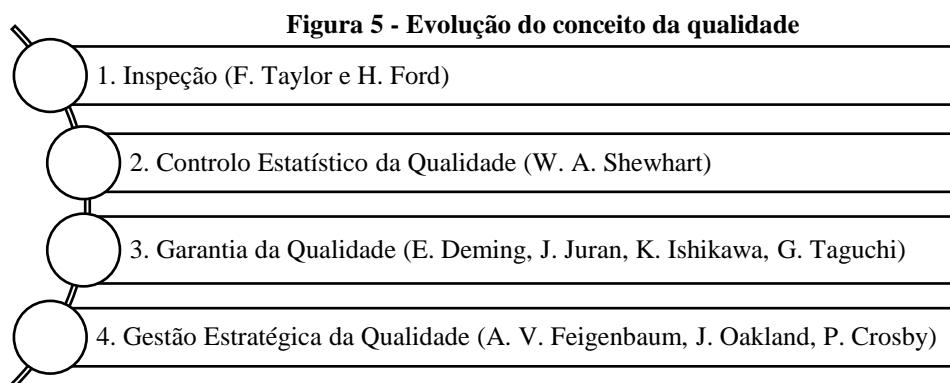 Figura 5 - Evolução do conceito da qualidade
1. Inspeção (F. Taylor e H. Ford)
2. Controlo Estatístico da Qualidade (W. A. Shewhart)
3. Garantia da Qualidade (E. Deming, J. Juran, K. Ishikawa, G. Taguchi)
4. Gestão Estratégica da Qualidade (A. V. Feigenbaum, J. Oakland, P. Crosby)